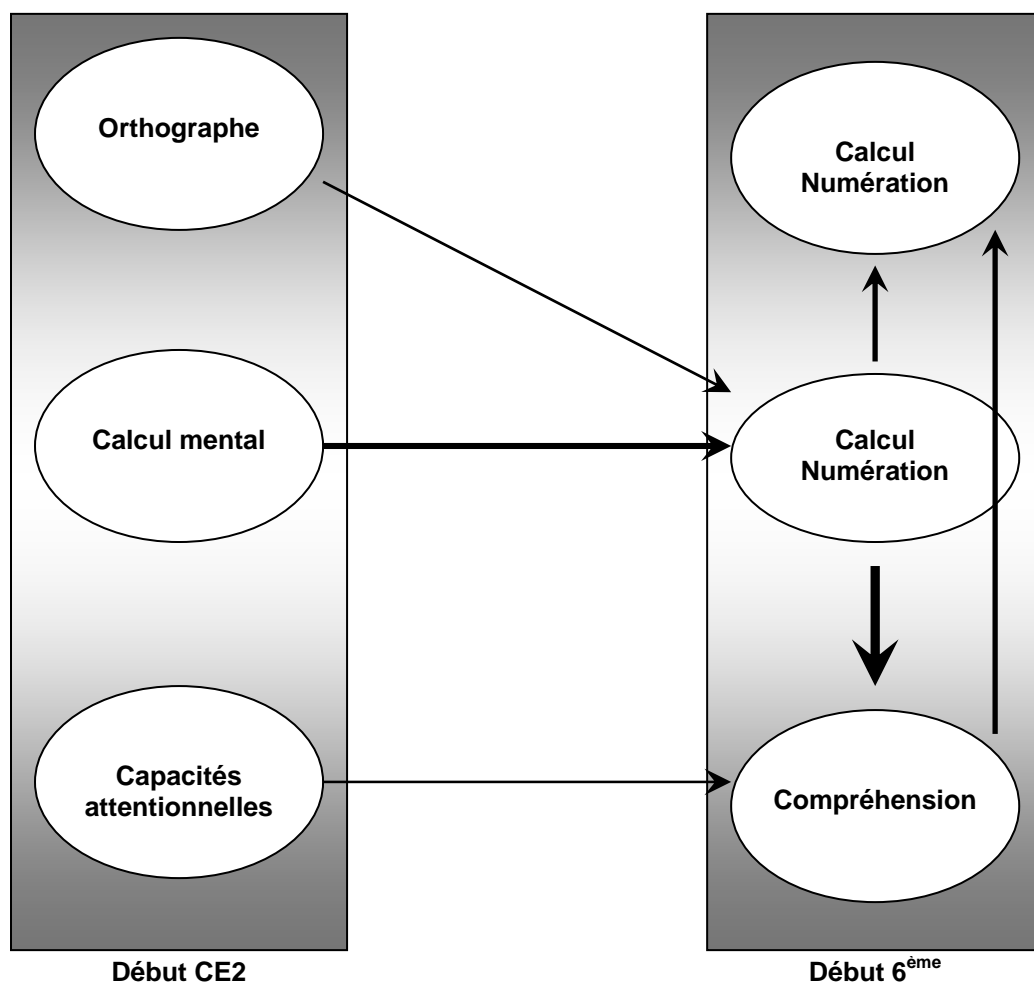 Orthographe
Calcul mental
Capacités
attentionnelles
Début CE2
Calcul
Numération
Calcul
Numération
Compréhension
Début 6ème